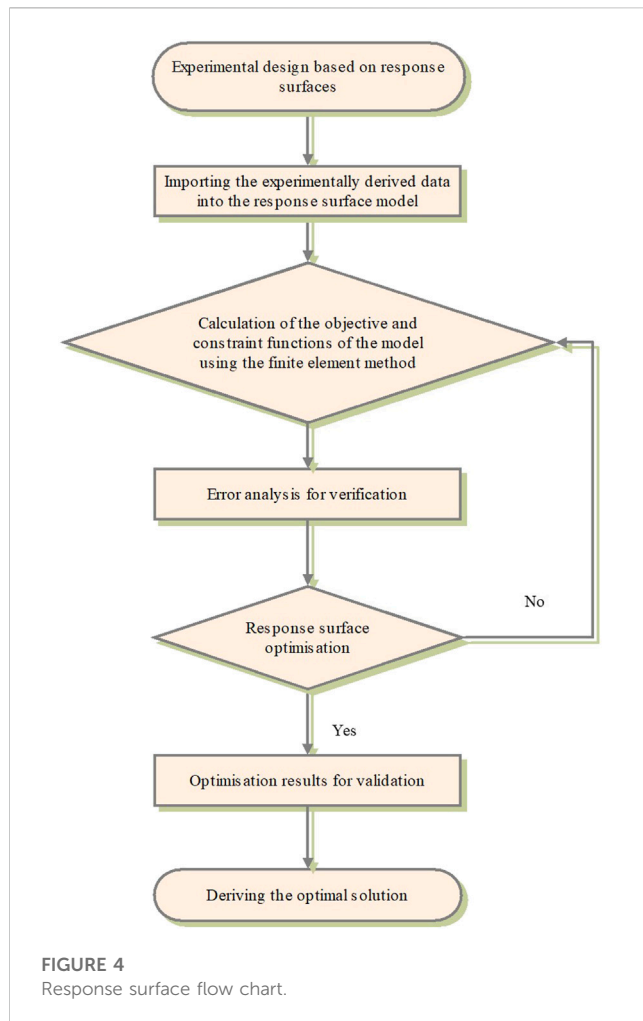 Experimental design based on response
surfaces
Importing the experimentally derived data
into the response surface model
Calculation of the objective and
constraint functions of the model
using the finite element method
Error analysis for verification
No
Response surface
optimisation
Yes
Optimisation results for validation
Deriving the optimal solution
FIGURE 4
Response surface flow chart.